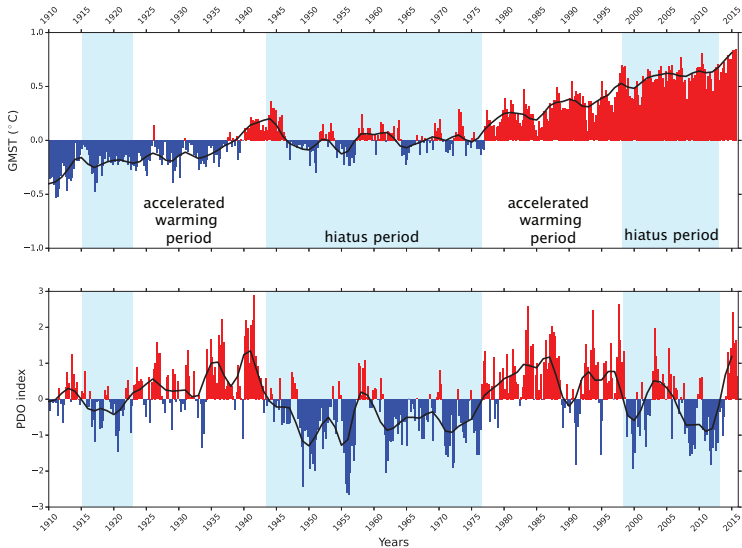 1910 1915 1920 1925 1930 1935 1940 1945 1950 1955 1960 1965 1970 1975 1980 1985 1990 1995 2000 2005 2010 2015
1.0
0.5
0.0
−0.5
−1.0
GMST (°C)
accelerated
warming
period
hiatus period
accelerated
warming
period
hiatus period
3
2
1
0
−1
−2
−3
PDO index
1910 1915 1920 1925 1930 1935 1940 1945 1950 1955 1960 1965 1970 1975 1980 1985 1990 1995 2000 2005 2010 2015
Years